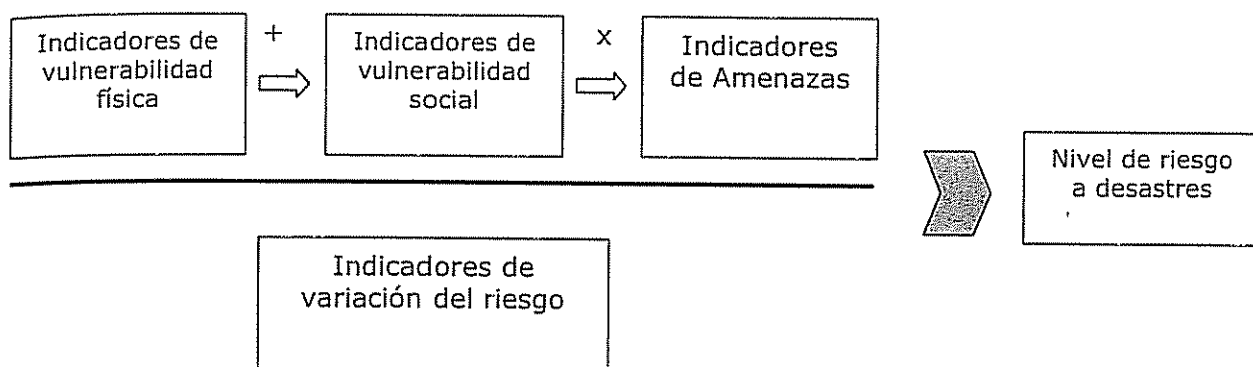 Indicadores de
vulnerabilidad
física
+
Indicadores de
vulnerabilidad
social
x
Indicadores
de Amenazas
Nivel de riesgo
a desastres
Indicadores de
variación del riesgo